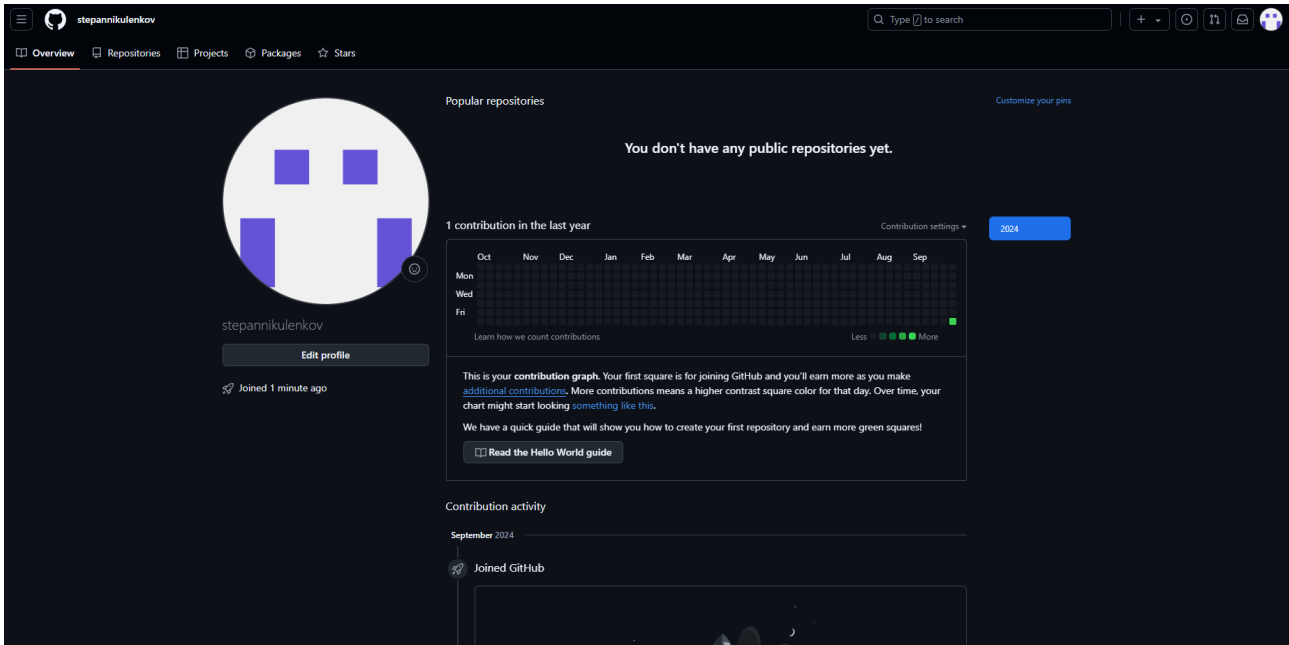 stepannikulenkov
Type / to search
Overview
Repositories
Projects
Packages
Stars
Popular repositories
Customize your pins
You don't have any public repositories yet.
1 contribution in the last year
Contribution settings
2024
Oct Nov Dec Jan Feb Mar Apr May Jun Jul Aug Sep
Mon
Wed
Fri
Learn how we count contributions
Less
More
stepannikulenkov
Edit profile
Joined 1 minute ago
This is your contribution graph. Your first square is for joining GitHub and you'll earn more as you make
additional contributions. More contributions means a higher contrast square color for that day. Over time, your
chart might start looking something like this.
We have a quick guide that will show you how to create your first repository and earn more green squares!
Read the Hello World guide
Contribution activity
September 2024
Joined GitHub